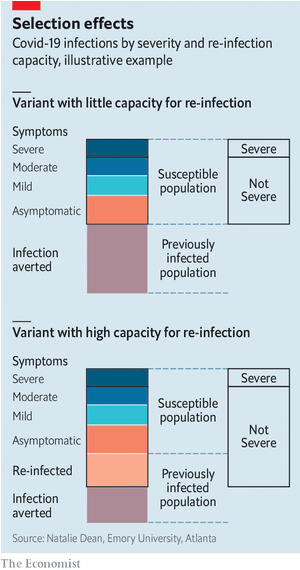 Selection effects
Covid-19 infections by severity and re-infection
capacity, illustrative example
Variant with little capacity for re-infection
Symptoms
Severe
Moderate
Mild
Asymptomatic
Infection
averted
Susceptible
population
Previously
infected
population
Severe
Not
Severe
Variant with high capacity for re-infection
Symptoms
Severe
Moderate
Mild
Asymptomatic
Re-infected
Infection
averted
Susceptible
population
Previously
infected
population
Severe
Not
Severe
Source: Natalie Dean, Emory University, Atlanta
The Economist